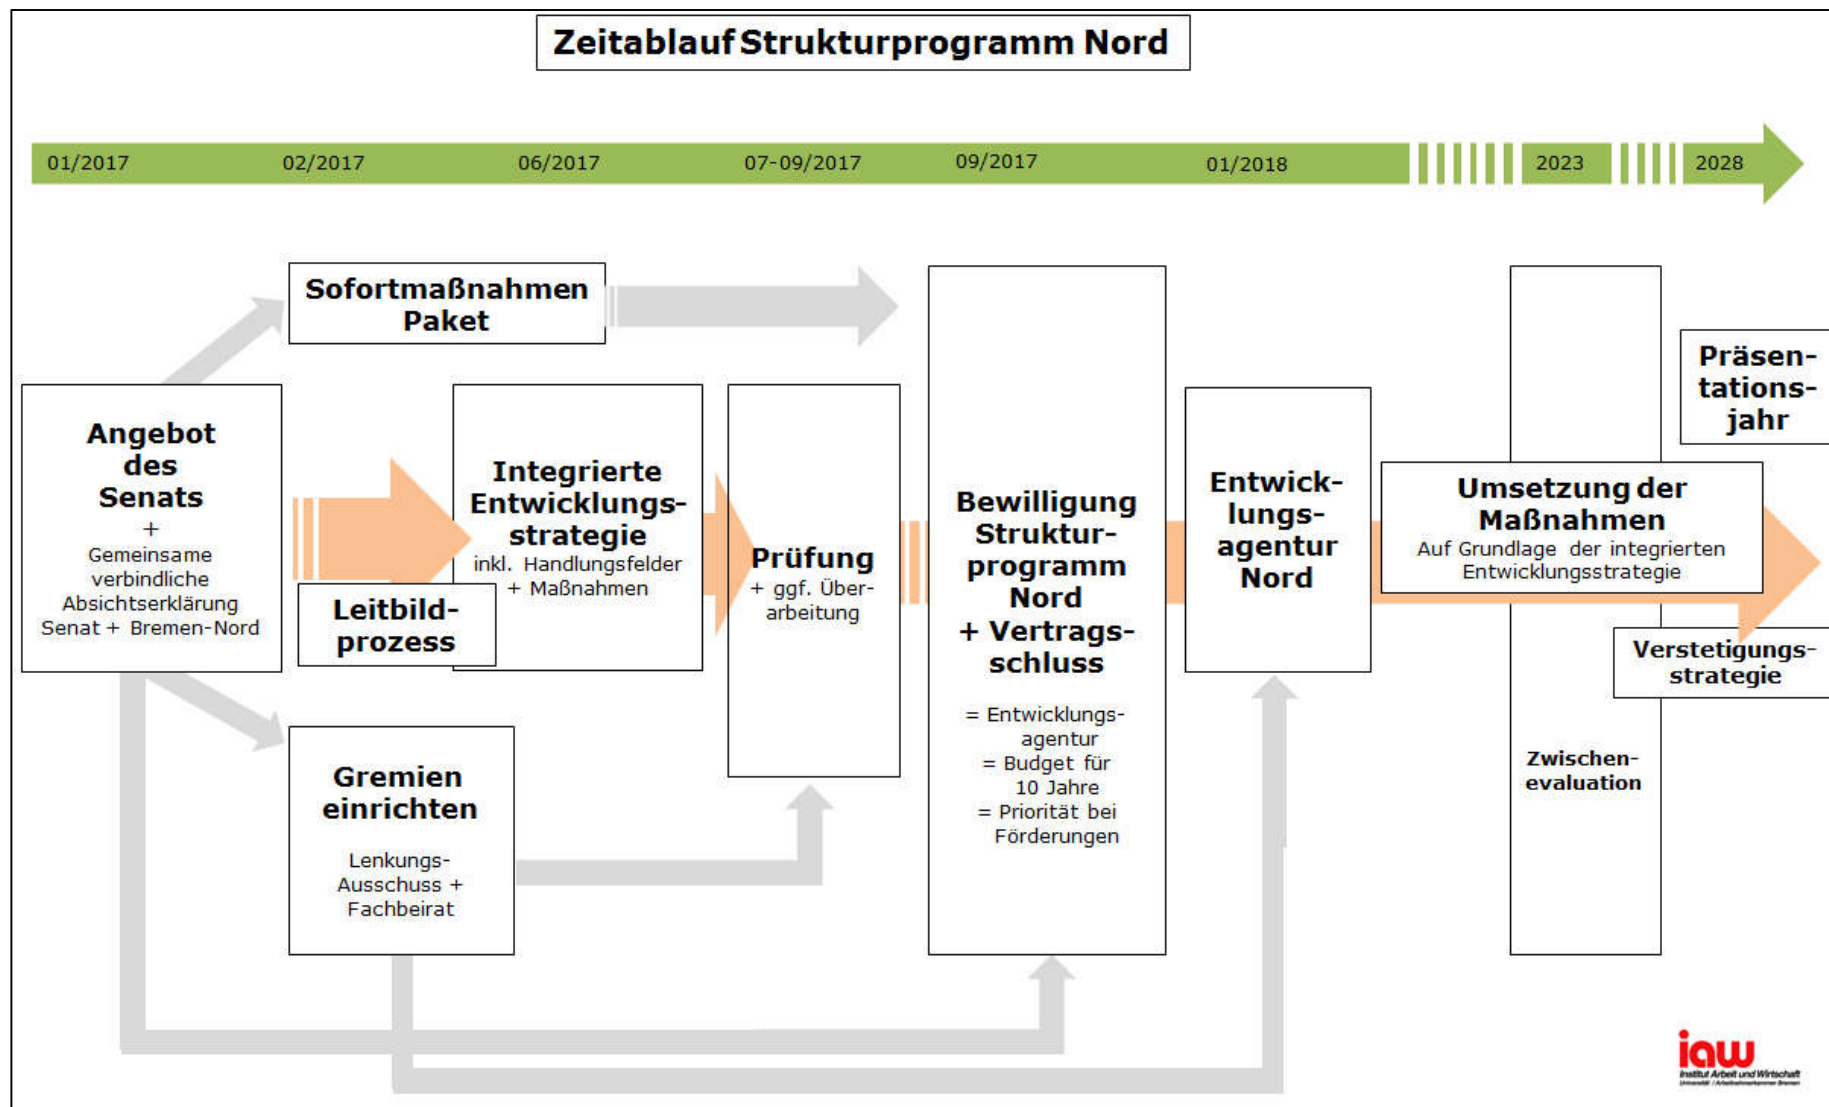 Zeitablauf Strukturprogramm Nord
01/2017
02/2017
06/2017
07-09/2017
09/2017
01/2018
2023
2028
Sofortmaßnahmen
Paket
Angebot
des
Senats
+
Gemeinsame
verbindliche
Absichtserklärung
Senat + Bremen-Nord
Leitbild-
prozess
Integrierte
Entwicklungs-
strategie
inkl. Handlungsfelder
+ Maßnahmen
Prüfung
+ ggf. Über-
arbeitung
Gremien
einrichten
Lenkungs-
Ausschuss +
Fachbeirat
Bewilligung
Struktur-
programm
Nord
+ Vertrags-
schluss
= Entwicklungs-
agentur
= Budget für
10 Jahre
= Priorität bei
Förderungen
Entwick-
lungs-
agentur
Nord
Umsetzung der
Maßnahmen
Auf Grundlage der integrierten
Entwicklungsstrategie
Präsen-
tations-
jahr
Verstetigungs-
strategie
Zwischen-
evaluation
iaw
Institut Arbeit und Wirtschaft
Universität / Arbeitnehmerkammer Bremen